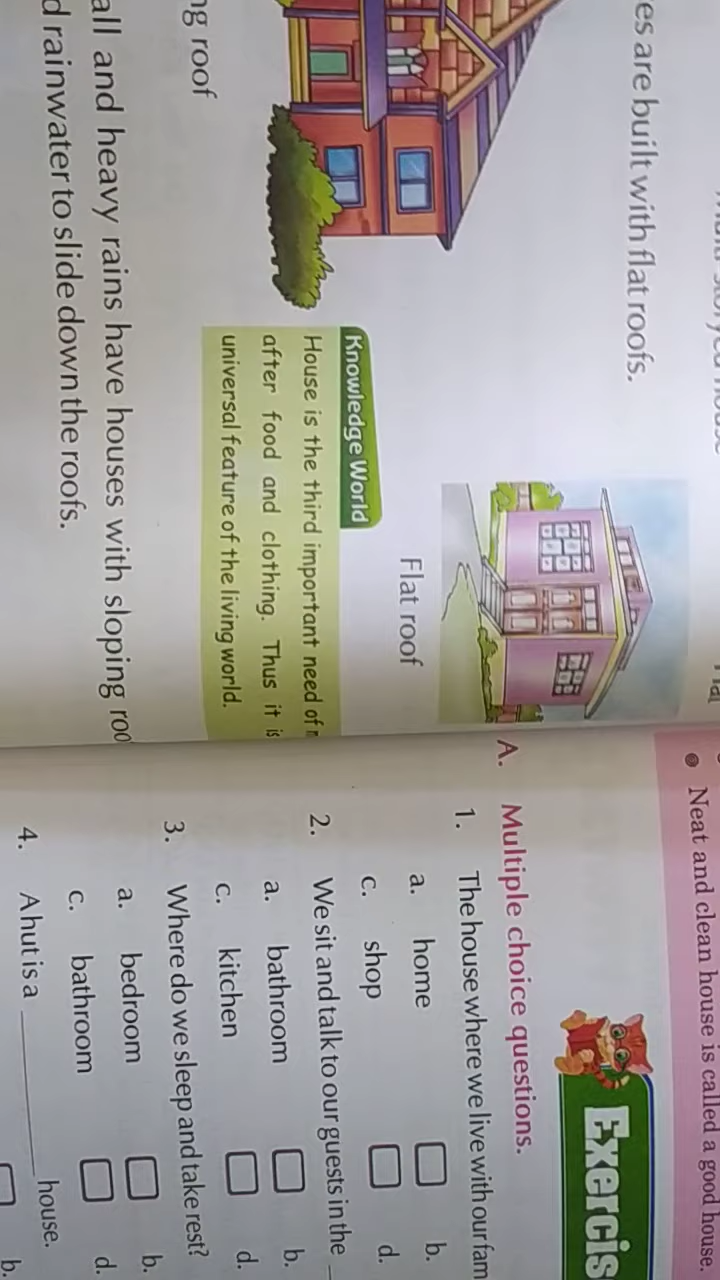 es are built with flat roofs.
Flat roof
ng roof
Knowledge World
House is the third important need of
after food and clothing. Thus it is
universal feature of the living world.
all and heavy rains have houses with sloping roo
d rainwater to slide down the roofs.
Neat and clean house is called a good house.
Exercis
A. Multiple choice questions.
1. The house where we live with our fam
a. home b.
c. shop d.
2. We sit and talk to our guests in the
a. bathroom b.
c. kitchen d.
3. Where do we sleep and take rest?
a. bedroom b.
c. bathroom d.
4. A hut is a ________ house.
b.